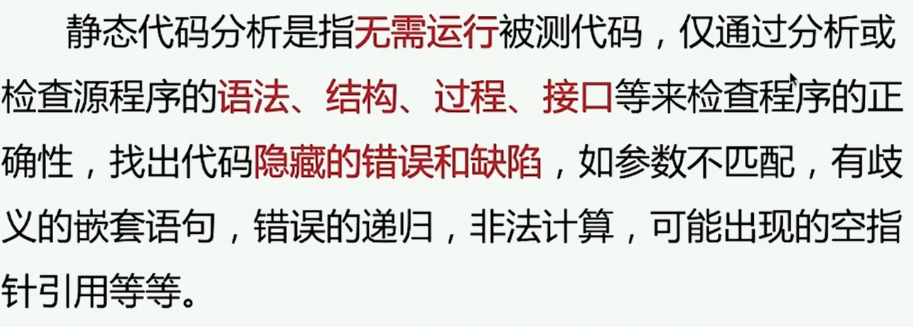 静态代码分析是指无需运行被测代码，仅通过分析或
检查源程序的语法、结构、过程、接口等来检查程序的正
确性，找出代码隐藏的错误和缺陷，如参数不匹配，有歧
义的嵌套语句，错误的递归，非法计算，可能出现的空指
针引用等等。